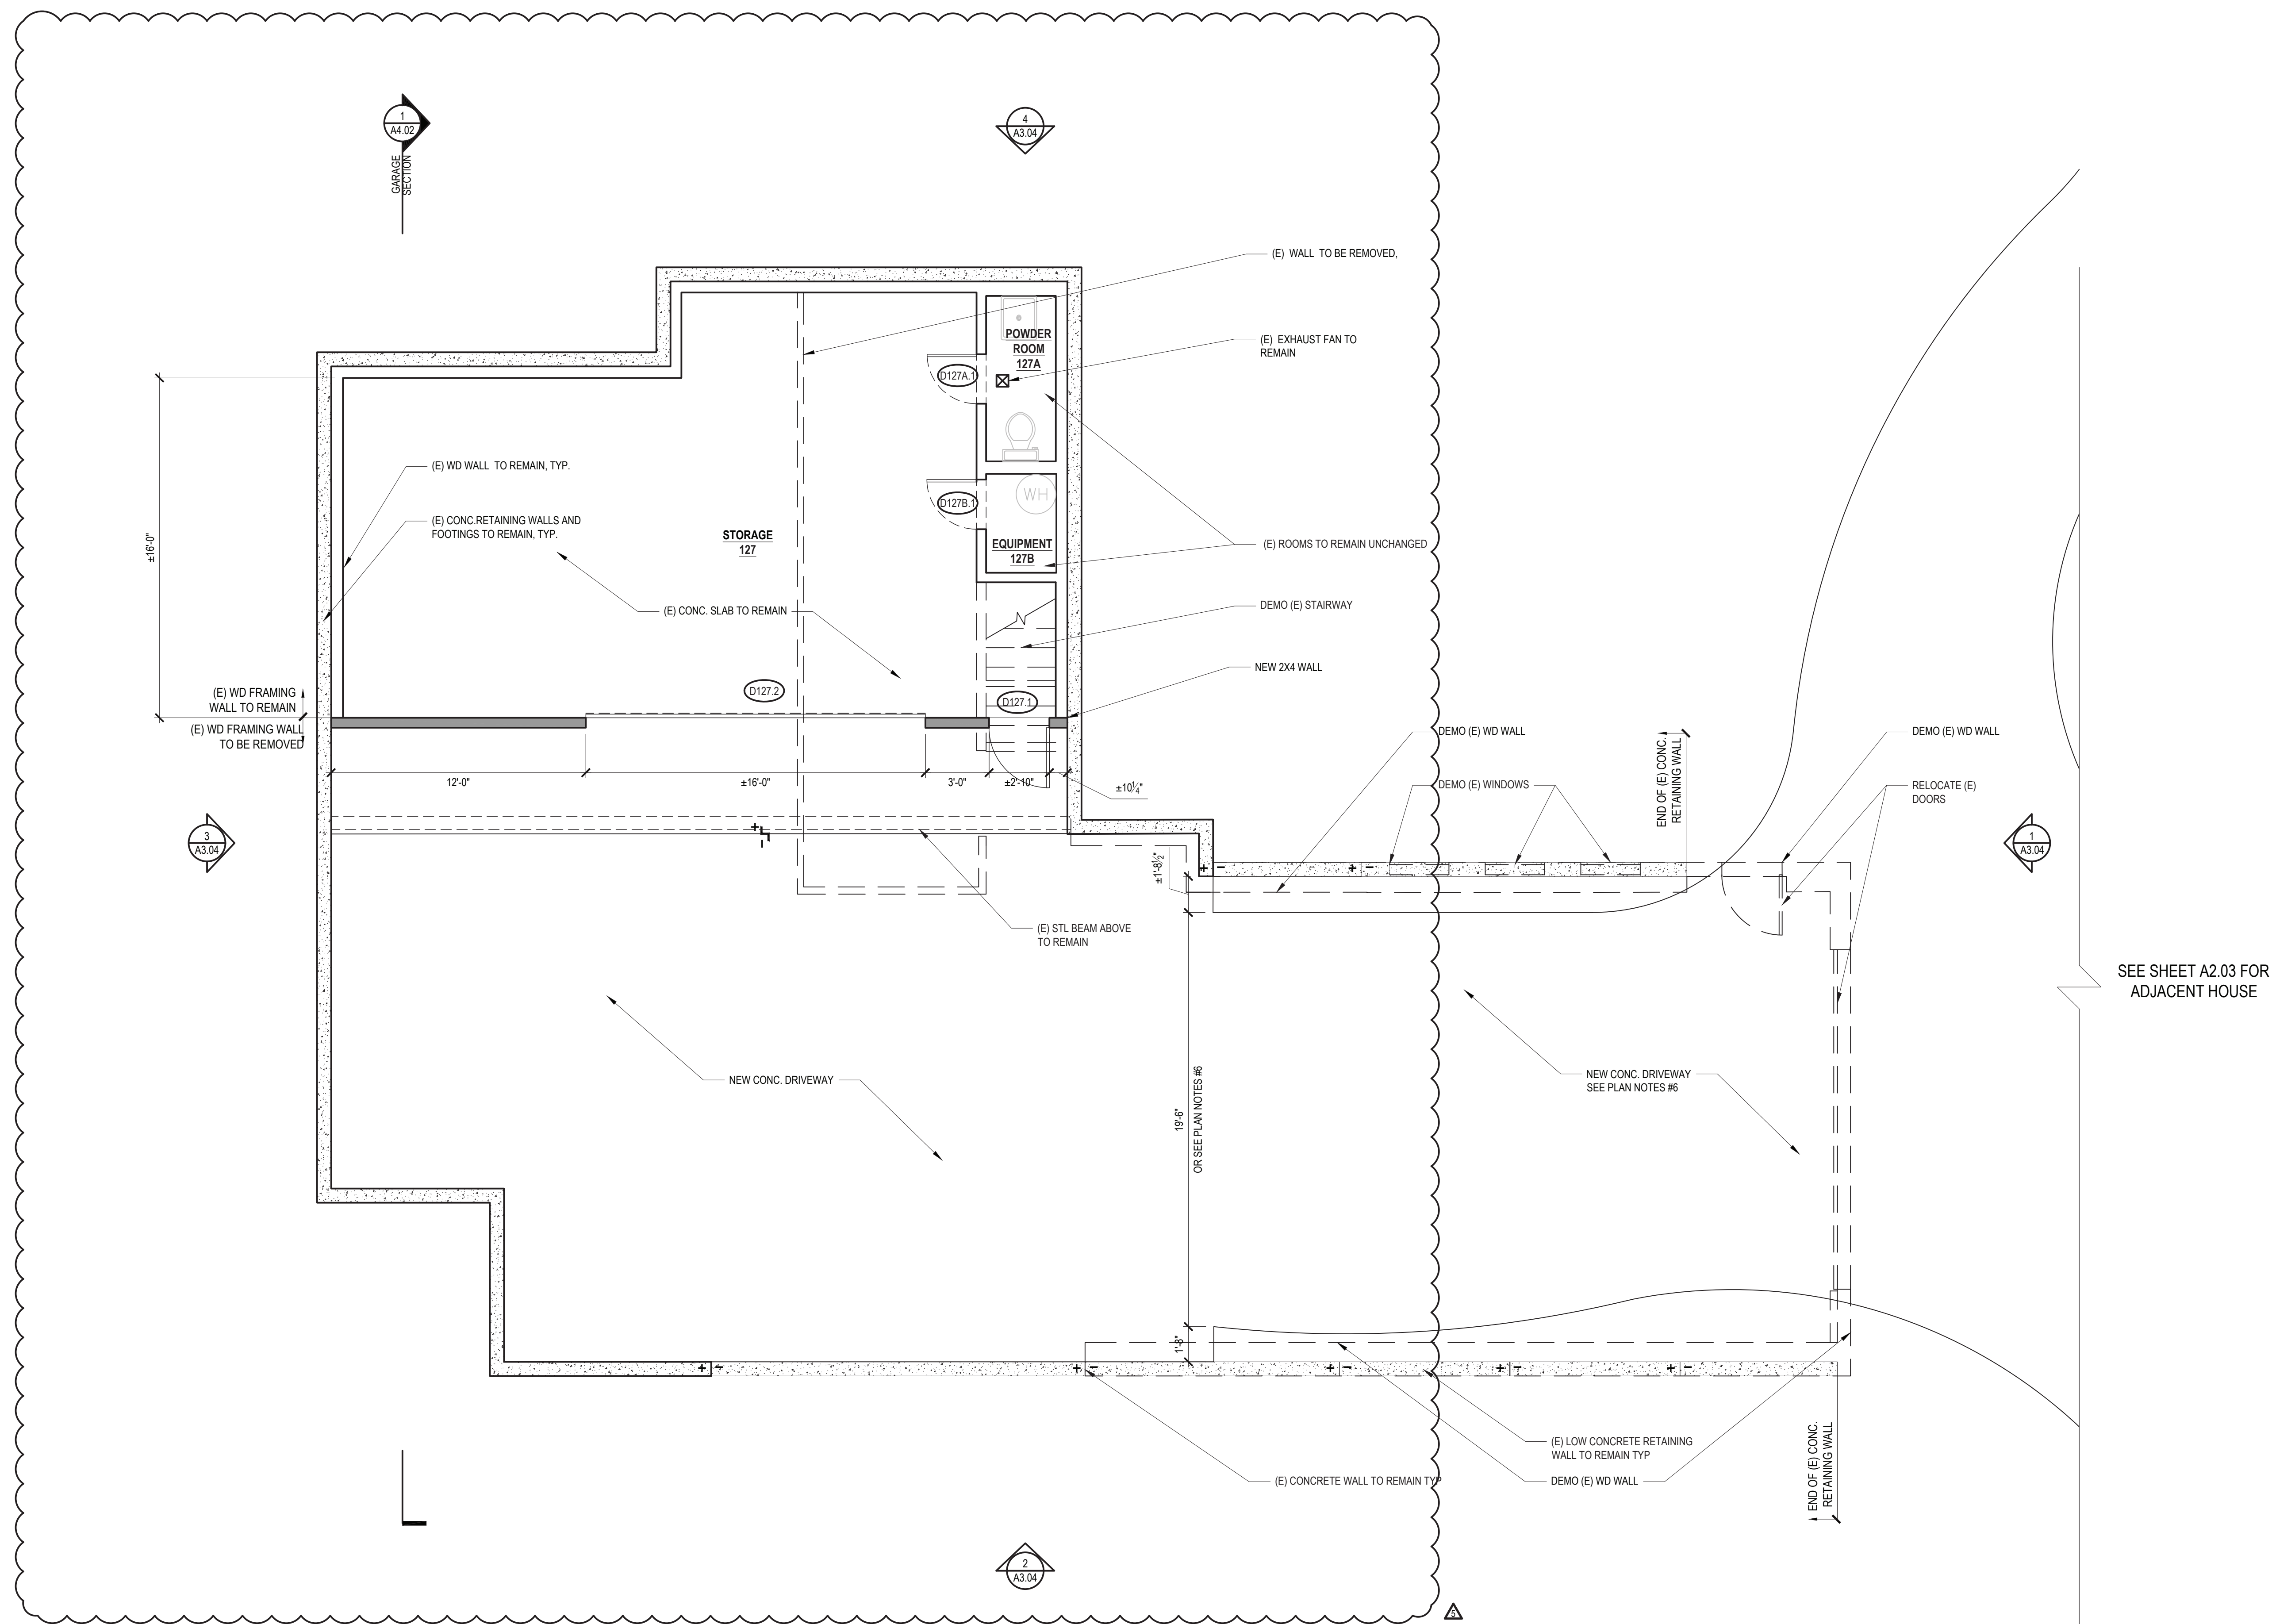 1
A4.02
GARAGE
SECTION
4
A3.04
(E) WALL TO BE REMOVED,
(E) EXHAUST FAN TO
REMAIN
POWDER
ROOM
127A
D127A.1
(E) WD WALL TO REMAIN, TYP.
WH
D127B.1
(E) CONC.RETAINING WALLS AND
FOOTINGS TO REMAIN, TYP.
STORAGE
127
EQUIPMENT
127B
(E) ROOMS TO REMAIN UNCHANGED
±16'-0"
(E) CONC. SLAB TO REMAIN
DEMO (E) STAIRWAY
NEW 2X4 WALL
D127.2
D127.1
(E) WD FRAMING
WALL TO REMAIN
(E) WD FRAMING WALL
TO BE REMOVED
12'-0"
±16'-0"
3'-0"
±2'-10"
±10¼"
DEMO (E) WD WALL
DEMO (E) WINDOWS
END OF (E) CONC.
RETAINING WALL
DEMO (E) WD WALL
RELOCATE (E)
DOORS
3
A3.04
1
A3.04
±1'-8½"
(E) STL BEAM ABOVE
TO REMAIN
SEE SHEET A2.03 FOR
ADJACENT HOUSE
NEW CONC. DRIVEWAY
19'-6"
OR SEE PLAN NOTES #6
NEW CONC. DRIVEWAY
SEE PLAN NOTES #6
1'-8"
(E) LOW CONCRETE RETAINING
WALL TO REMAIN TYP
(E) CONCRETE WALL TO REMAIN TYP
DEMO (E) WD WALL
END OF (E) CONC.
RETAINING WALL
2
A3.04
5